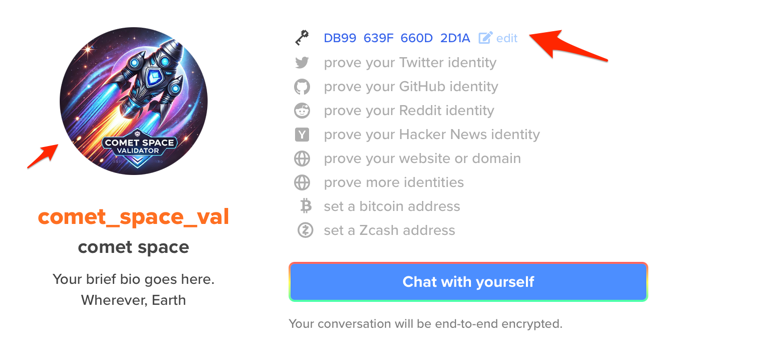 COMET SPACE
VALIDATOR
comet_space_val
comet space
Your brief bio goes here.
Wherever, Earth
DB99 639F 660D 2D1A edit
prove your Twitter identity
prove your GitHub identity
prove your Reddit identity
prove your Hacker News identity
prove your website or domain
prove more identities
set a bitcoin address
set a Zcash address
Chat with yourself
Your conversation will be end-to-end encrypted.